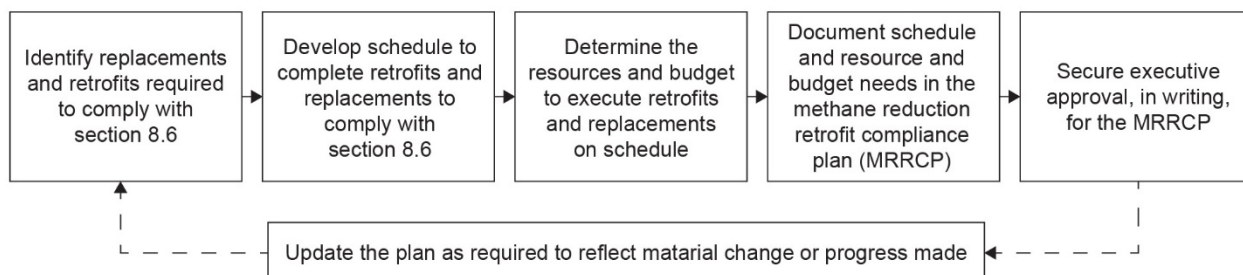 Identify replacements
and retrofits required
to comply with
section 8.6
Develop schedule to
complete retrofits and
replacements to
comply with
section 8.6
Determine the
resources and budget
to execute retrofits
and replacements
on schedule
Document schedule
and resource and
budget needs in the
methane reduction
retrofit compliance
plan (MRRCP)
Secure executive
approval, in writing,
for the MRRCP
Update the plan as required to reflect matarial change or progress made